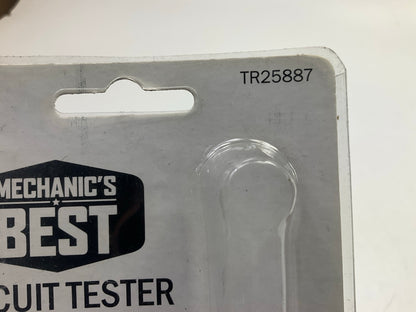 TR25887
MECHANIC'S
BEST
CUIT TESTER